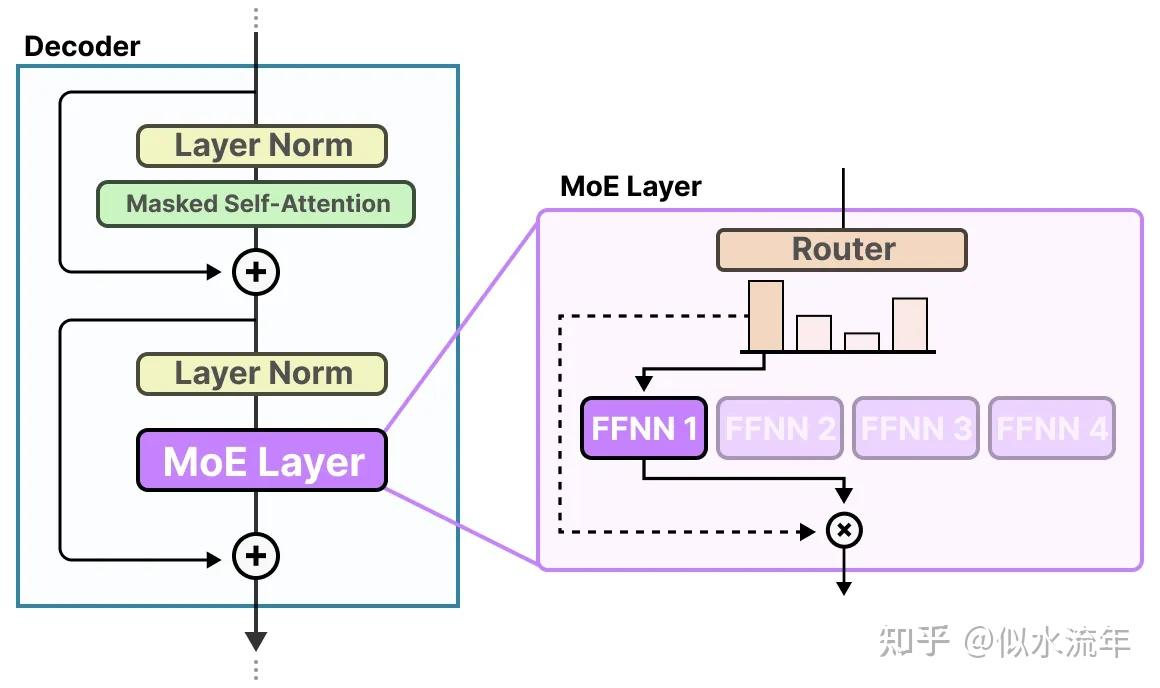 Decoder
Layer Norm
Masked Self-Attention
Layer Norm
MoE Layer
MoE Layer
Router
FFNN 1
FFNN 2
FFNN 3
FFNN 4
知乎 @似水流年